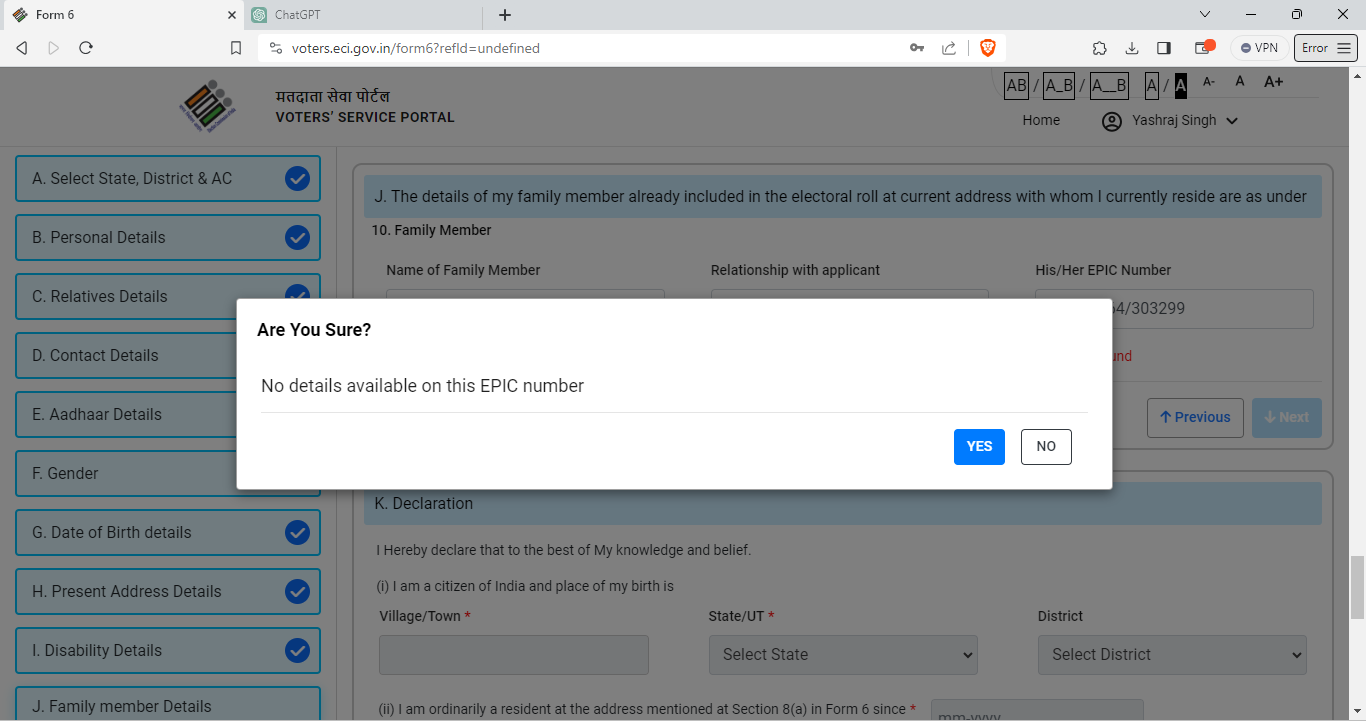 Form 6
ChatGPT
voters.eci.gov.in/form6?refId=undefined
VPN
Error
मतदाता सेवा पोर्टल
VOTERS' SERVICE PORTAL
AB / A_B / A__B A / A A- A A+
Home
Yashraj Singh
A. Select State, District & AC
B. Personal Details
C. Relatives Details
D. Contact Details
E. Aadhaar Details
F. Gender
G. Date of Birth details
H. Present Address Details
I. Disability Details
J. Family member Details
J. The details of my family member already included in the electoral roll at current address with whom I currently reside are as under
10. Family Member
Name of Family Member
Relationship with applicant
His/Her EPIC Number
4/303299
Are You Sure?
No details available on this EPIC number
YES
NO
Previous
Next
K. Declaration
I Hereby declare that to the best of My knowledge and belief.
(i) I am a citizen of India and place of my birth is
Village/Town *
State/UT *
District
Select State
Select District
(ii) I am ordinarily a resident at the address mentioned at Section 8(a) in Form 6 since *
mm-yyyy